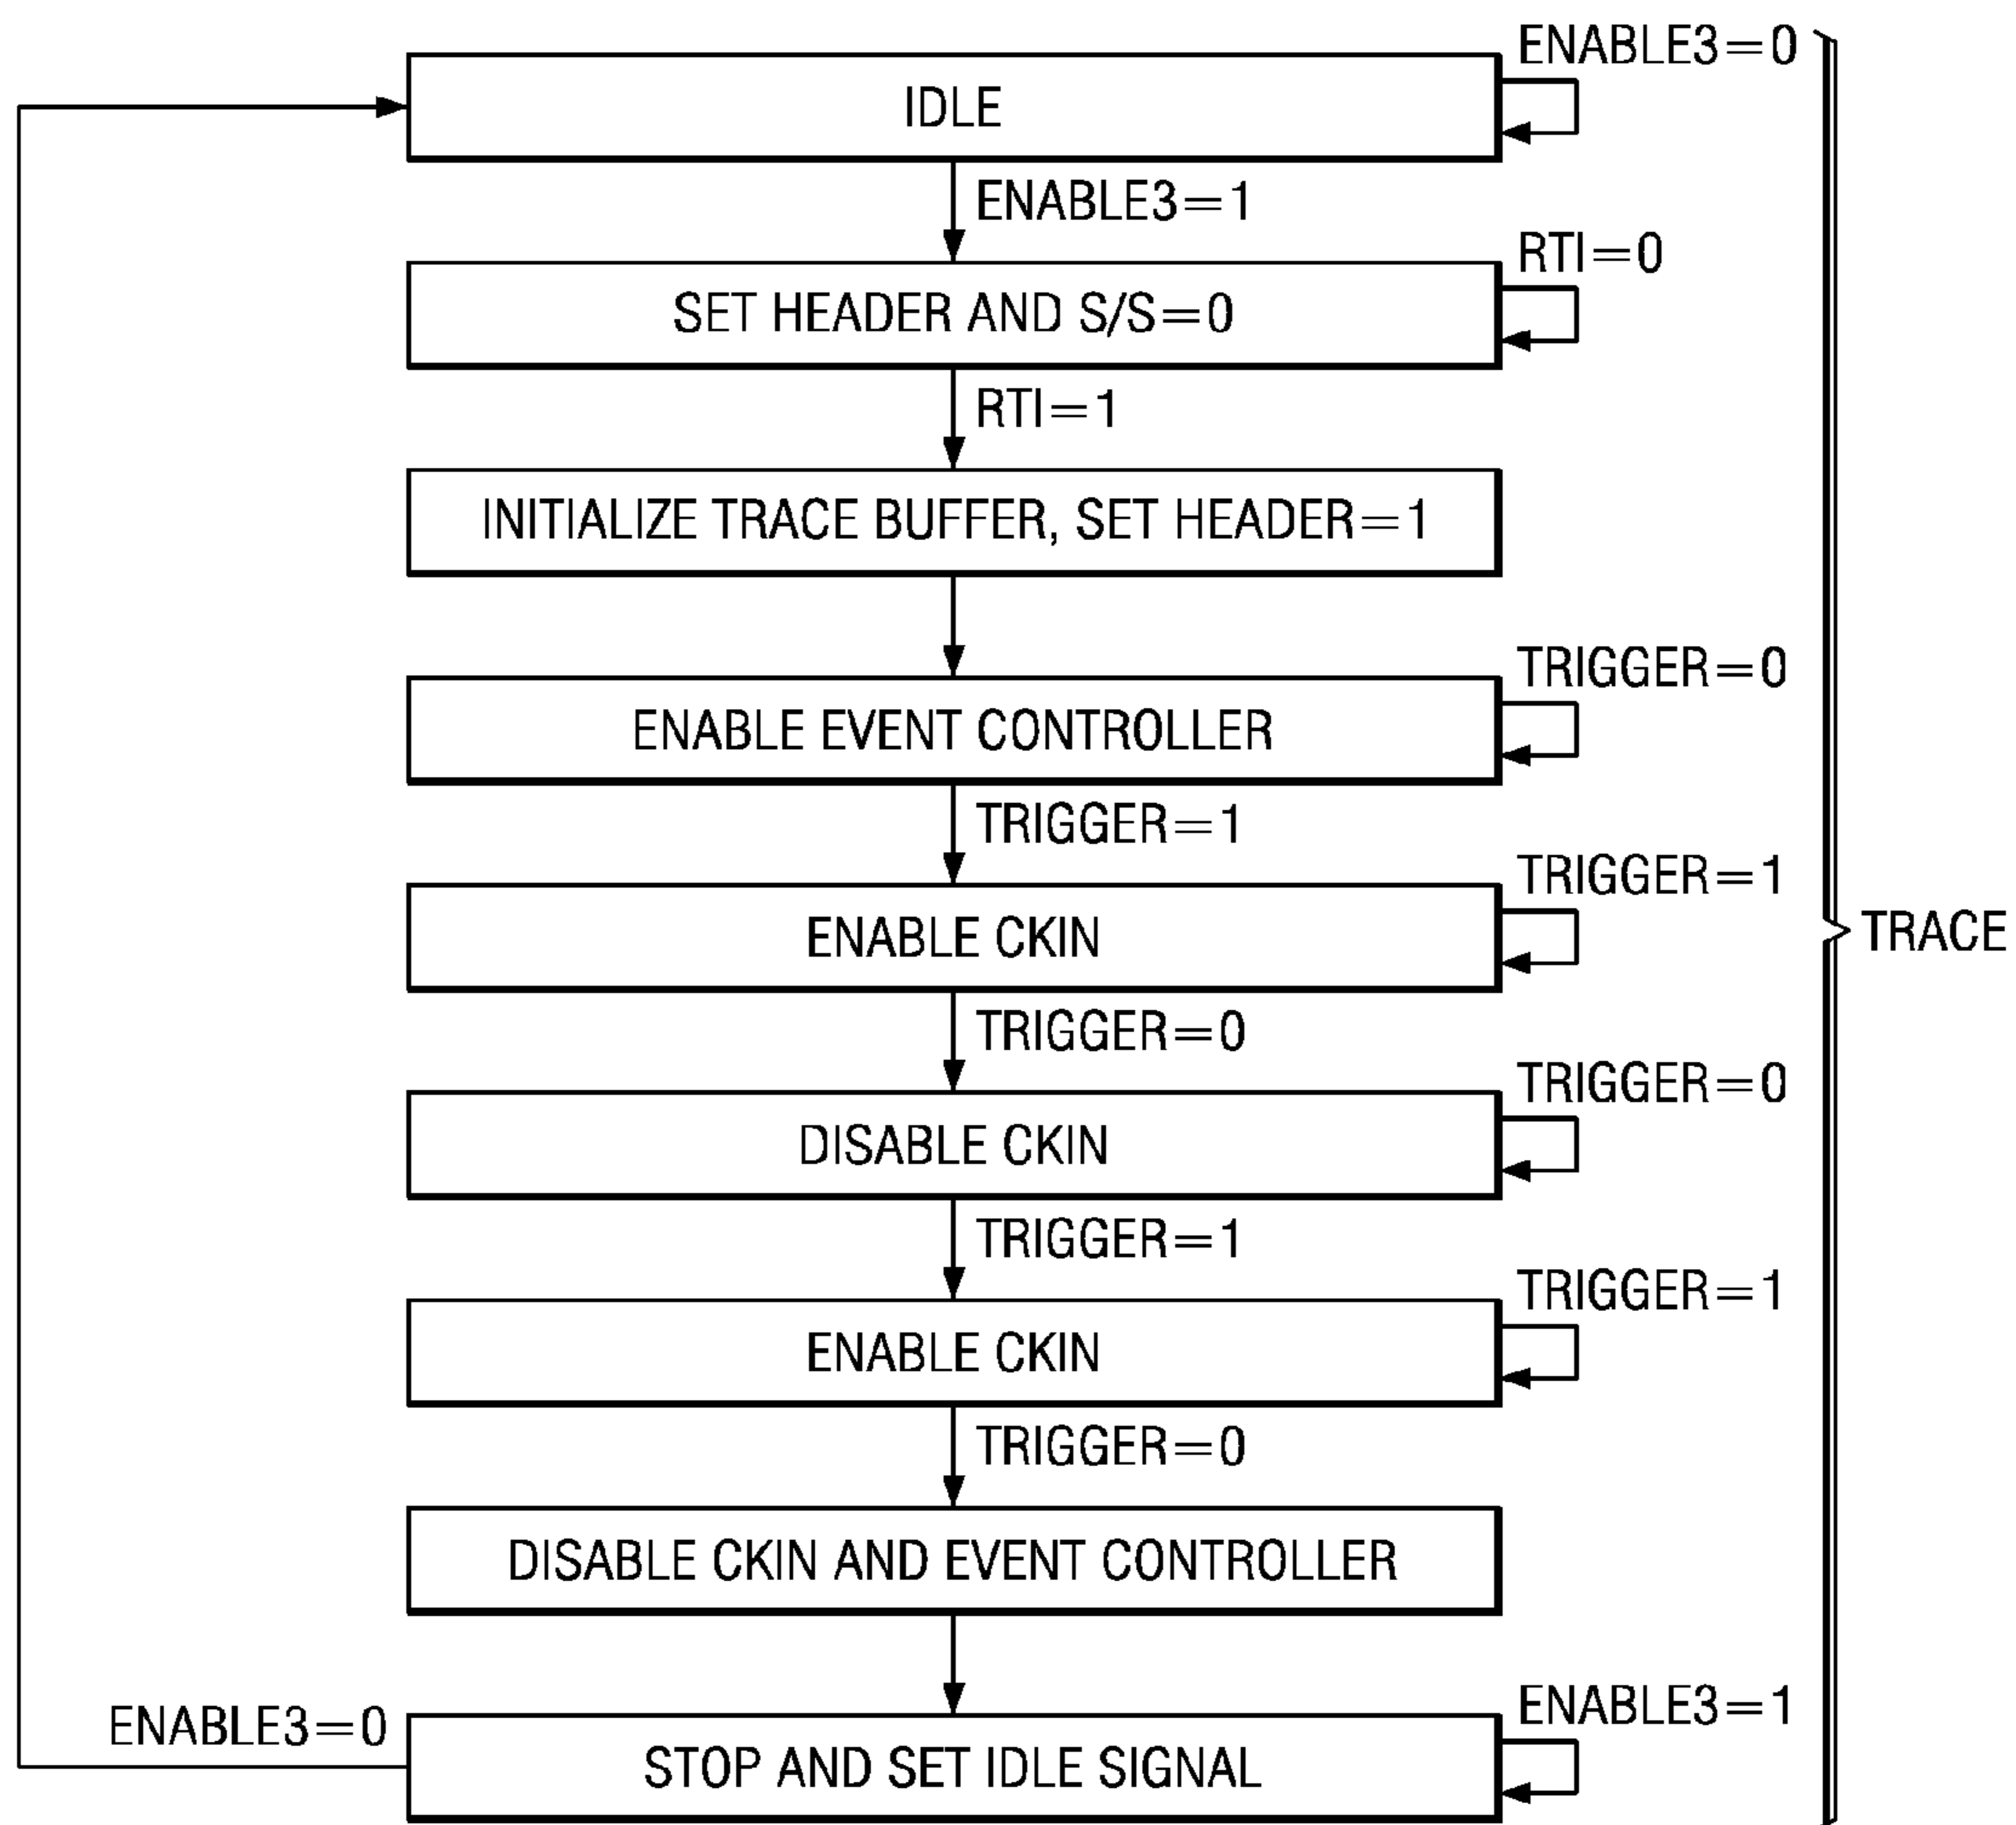 ENABLE3=0
IDLE
ENABLE3=1
RTI=0
SET HEADER AND S/S=0
RTI=1
INITIALIZE TRACE BUFFER, SET HEADER=1
TRIGGER=0
ENABLE EVENT CONTROLLER
TRIGGER=1
TRIGGER=1
ENABLE CKIN
TRACE
TRIGGER=0
TRIGGER=0
DISABLE CKIN
TRIGGER=1
TRIGGER=1
ENABLE CKIN
TRIGGER=0
DISABLE CKIN AND EVENT CONTROLLER
ENABLE3=1
ENABLE3=0
STOP AND SET IDLE SIGNAL